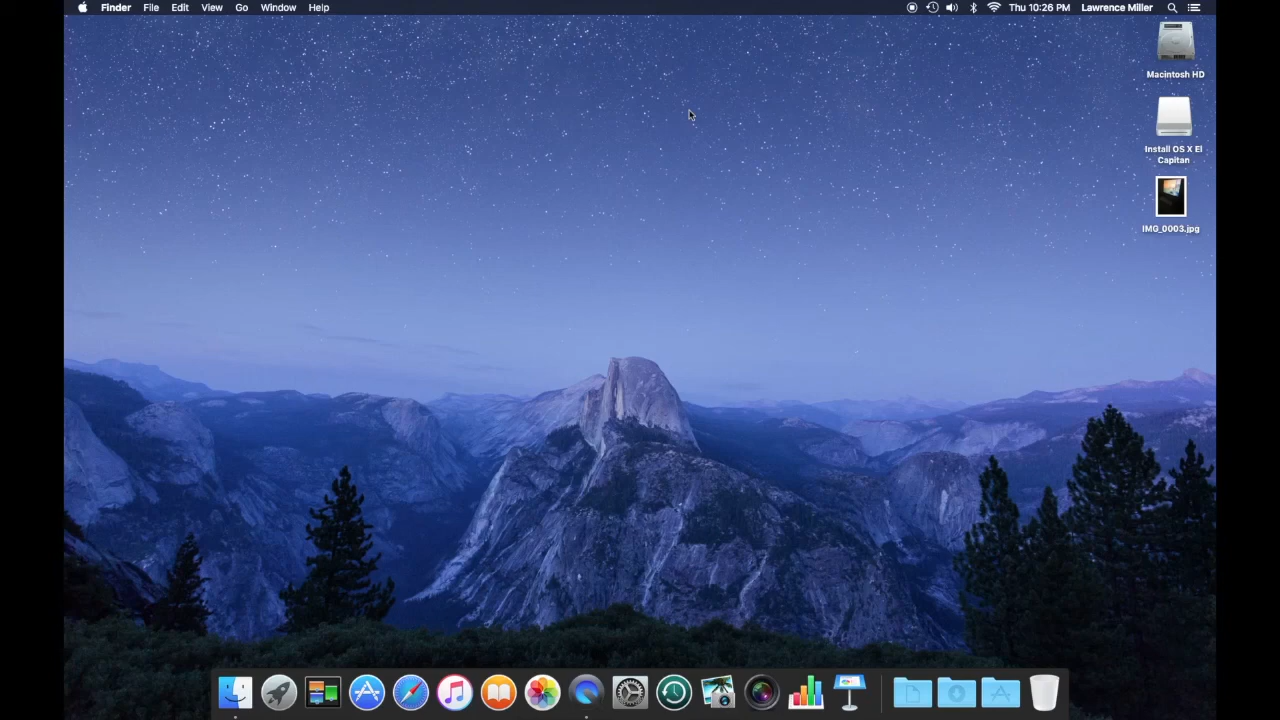 Finder File Edit View Go Window Help Thu 10:26 PM Lawrence Miller
Macintosh HD
Install OS X El
Capitan
IMG_0003.jpg